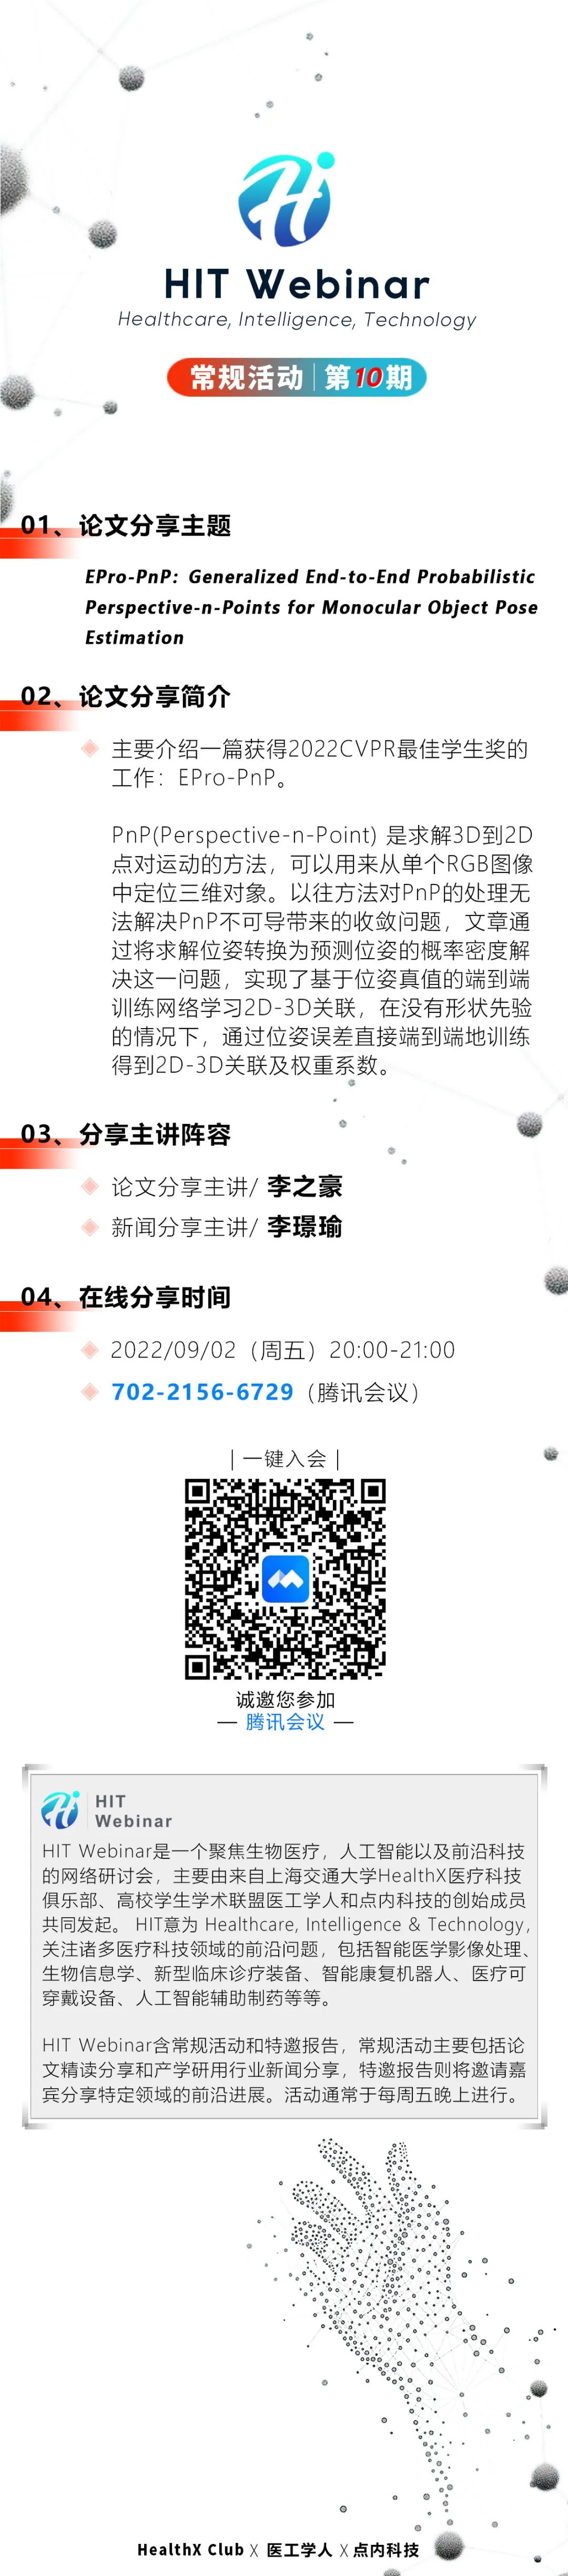 HIT Webinar
Healthcare, Intelligence, Technology
常规活动 | 第10期
01、论文分享主题
EPro-PnP: Generalized End-to-End Probabilistic
Perspective-n-Points for Monocular Object Pose
Estimation
02、论文分享简介
主要介绍一篇获得2022CVPR最佳学生奖的
工作：EPro-PnP。
PnP(Perspective-n-Point) 是求解3D到2D
点对运动的方法，可以用来从单个RGB图像
中定位三维对象。以往方法对PnP的处理无
法解决PnP不可导带来的收敛问题，文章通
过将求解位姿转换为预测位姿的概率密度解
决这一问题，实现了基于位姿真值的端到端
训练网络学习2D-3D关联，在没有形状先验
的情况下，通过位姿误差直接端到端地训练
得到2D-3D关联及权重系数。
03、分享主讲阵容
论文分享主讲/ 李之豪
新闻分享主讲/ 李璟瑜
04、在线分享时间
2022/09/02（周五）20:00-21:00
702-2156-6729（腾讯会议）
| 一键入会 |
诚邀您参加
— 腾讯会议 —
HIT
Webinar
HIT Webinar是一个聚焦生物医疗，人工智能以及前沿科技
的网络研讨会，主要由来自上海交通大学HealthX医疗科技
俱乐部、高校学生学术联盟医工学人和点内科技的创始成员
共同发起。 HIT意为 Healthcare, Intelligence & Technology,
关注诸多医疗科技领域的前沿问题，包括智能医学影像处理、
生物信息学、新型临床诊疗装备、智能康复机器人、医疗可
穿戴设备、人工智能辅助制药等等。
HIT Webinar含常规活动和特邀报告，常规活动主要包括论
文精读分享和产学研用行业新闻分享，特邀报告则将邀请嘉
宾分享特定领域的前沿进展。活动通常于每周五晚上进行。
HealthX Club X 医工学人 X 点内科技